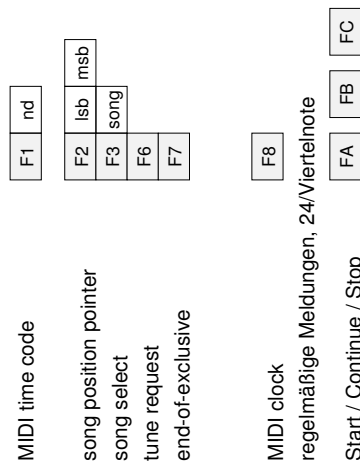 MIDI time code F1 nd
song position pointer F2 lsb msb
song select F3 song
tune request F6
end-of-exclusive F7
MIDI clock F8
regelmäßige Meldungen, 24/Viertelnote
Start / Continue / Stop FA FB FC